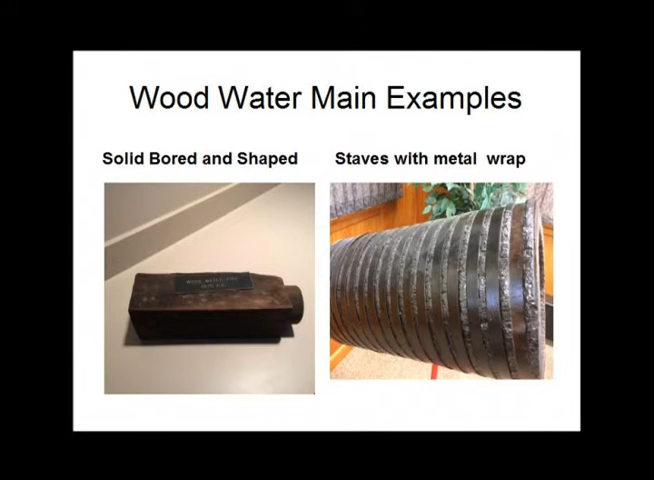 Wood Water Main Examples
Solid Bored and Shaped
Staves with metal wrap